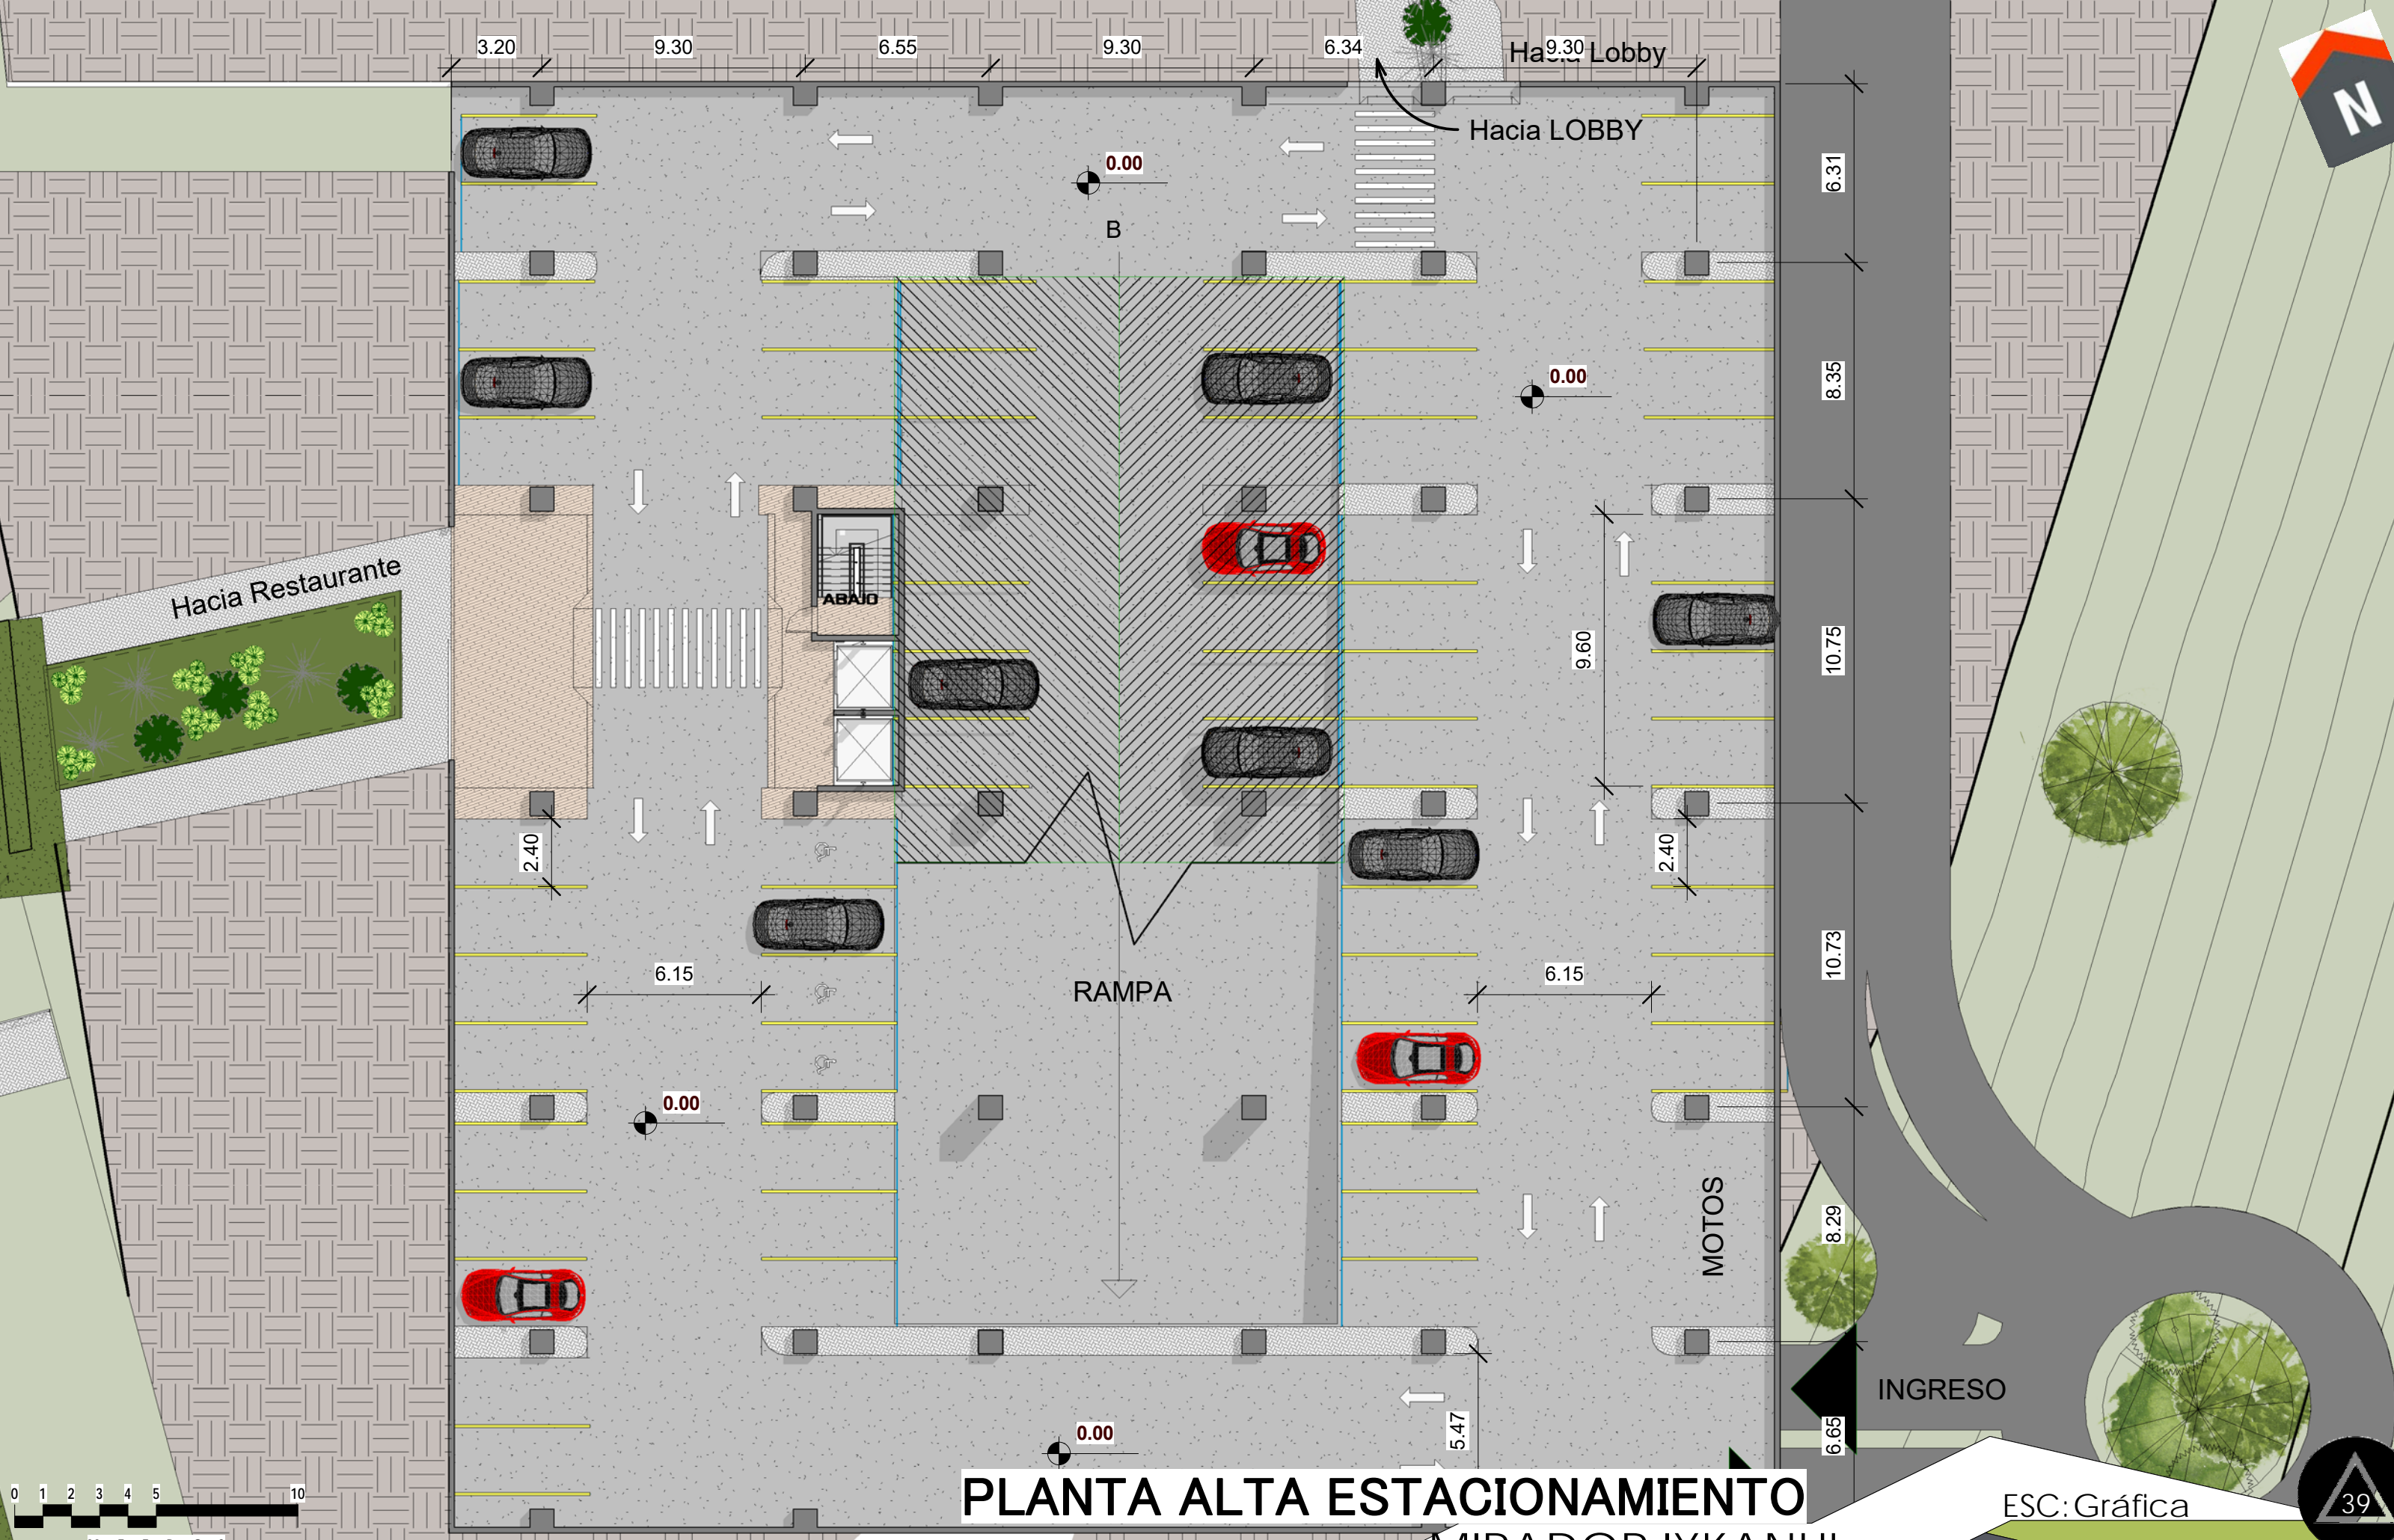 3.20 9.30 6.55 9.30 6.34 9.30
Hacia Lobby
N
Hacia LOBBY
0.00
6.31
B
0.00
8.35
Hacia Restaurante
ABAJO
9.60
10.75
2.40
2.40
6.15
RAMPA
6.15
10.73
0.00
MOTOS
8.29
INGRESO
0.00
5.47
6.65
0 1 2 3 4 5 10
PLANTA ALTA ESTACIONAMIENTO
ESC: Gráfica
39